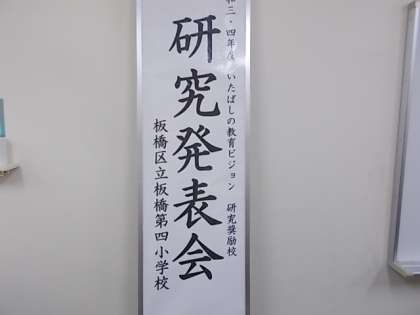 和三・四年度 いたばしの教育ビジョン 研究奨励校
研究発表会
板橋区立板橋第四小学校